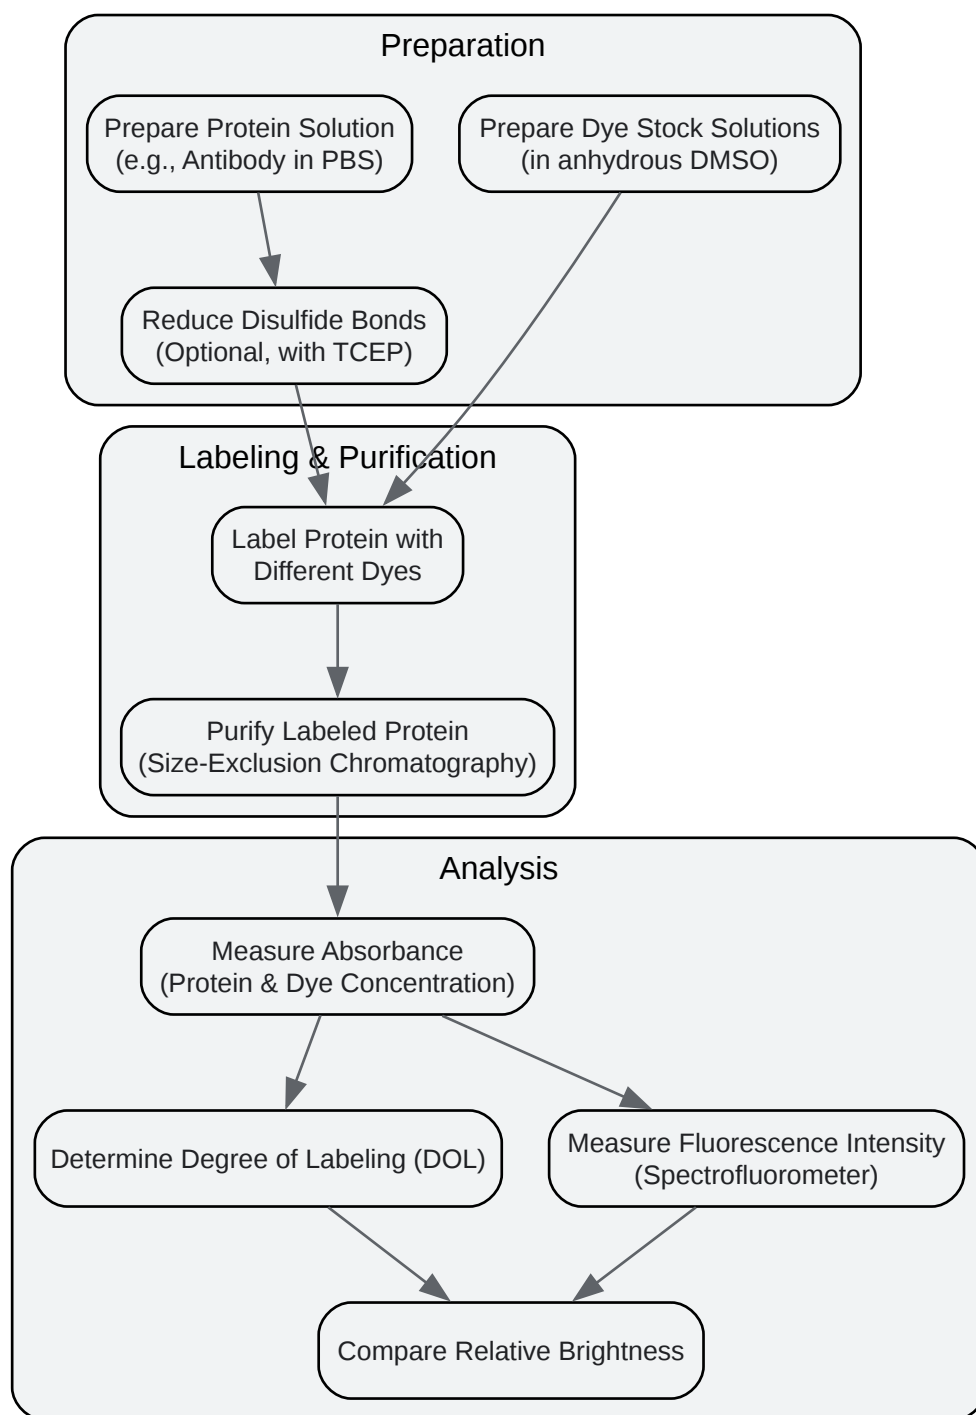 Preparation
Prepare Protein Solution
(e.g., Antibody in PBS)
Prepare Dye Stock Solutions
(in anhydrous DMSO)
Reduce Disulfide Bonds
(Optional, with TCEP)
Labeling & Purification
Label Protein with
Different Dyes
Purify Labeled Protein
(Size-Exclusion Chromatography)
Analysis
Measure Absorbance
(Protein & Dye Concentration)
Determine Degree of Labeling (DOL)
Measure Fluorescence Intensity
(Spectrofluorometer)
Compare Relative Brightness